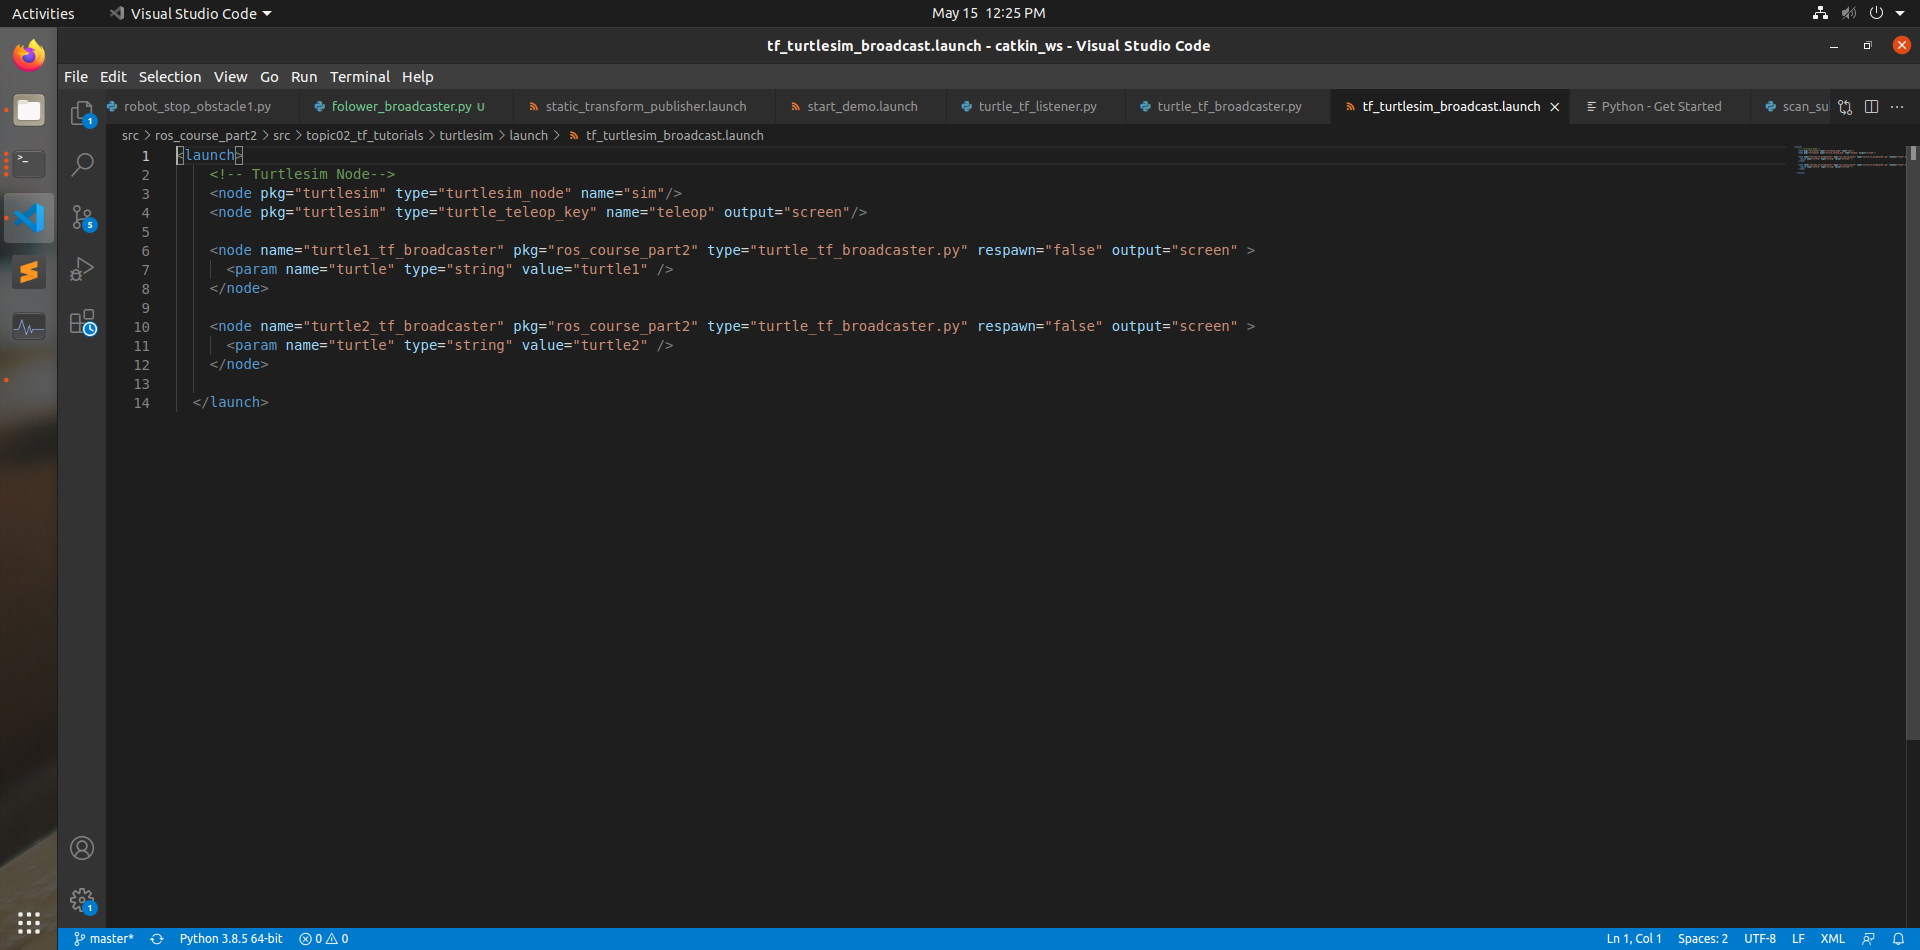 Activities Visual Studio Code May 15 12:25 PM
tf_turtlesim_broadcast.launch - catkin_ws - Visual Studio Code
File Edit Selection View Go Run Terminal Help
robot_stop_obstacle1.py folower_broadcaster.py U static_transform_publisher.launch start_demo.launch turtle_tf_listener.py turtle_tf_broadcaster.py tf_turtlesim_broadcast.launch Python - Get Started scan_su
src > ros_course_part2 > src > topic02_tf_tutorials > turtlesim > launch > tf_turtlesim_broadcast.launch
1 <launch>
2 <!-- Turtlesim Node-->
3 <node pkg="turtlesim" type="turtlesim_node" name="sim"/>
4 <node pkg="turtlesim" type="turtle_teleop_key" name="teleop" output="screen"/>
5
6 <node name="turtle1_tf_broadcaster" pkg="ros_course_part2" type="turtle_tf_broadcaster.py" respawn="false" output="screen" >
7 <param name="turtle" type="string" value="turtle1" />
8 </node>
9
10 <node name="turtle2_tf_broadcaster" pkg="ros_course_part2" type="turtle_tf_broadcaster.py" respawn="false" output="screen" >
11 <param name="turtle" type="string" value="turtle2" />
12 </node>
13
14 </launch>
1
5
1
master* Python 3.8.5 64-bit 0 0 Ln 1, Col 1 Spaces: 2 UTF-8 LF XML